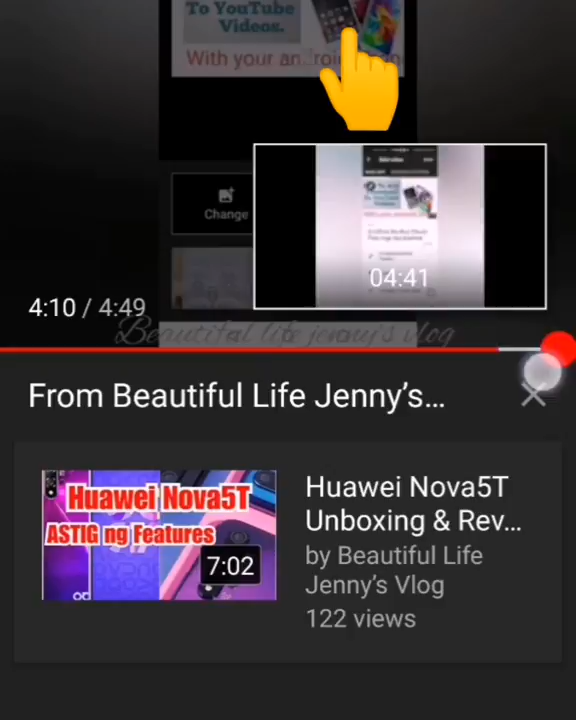 To YouTube
Videos.
With your android
Change
04:41
4:10 / 4:49
Beautiful life jenny's vlog
From Beautiful Life Jenny’s…
Huawei Nova5T
ASTIG ng Features
7:02
Huawei Nova5T
Unboxing & Rev…
by Beautiful Life
Jenny’s Vlog
122 views